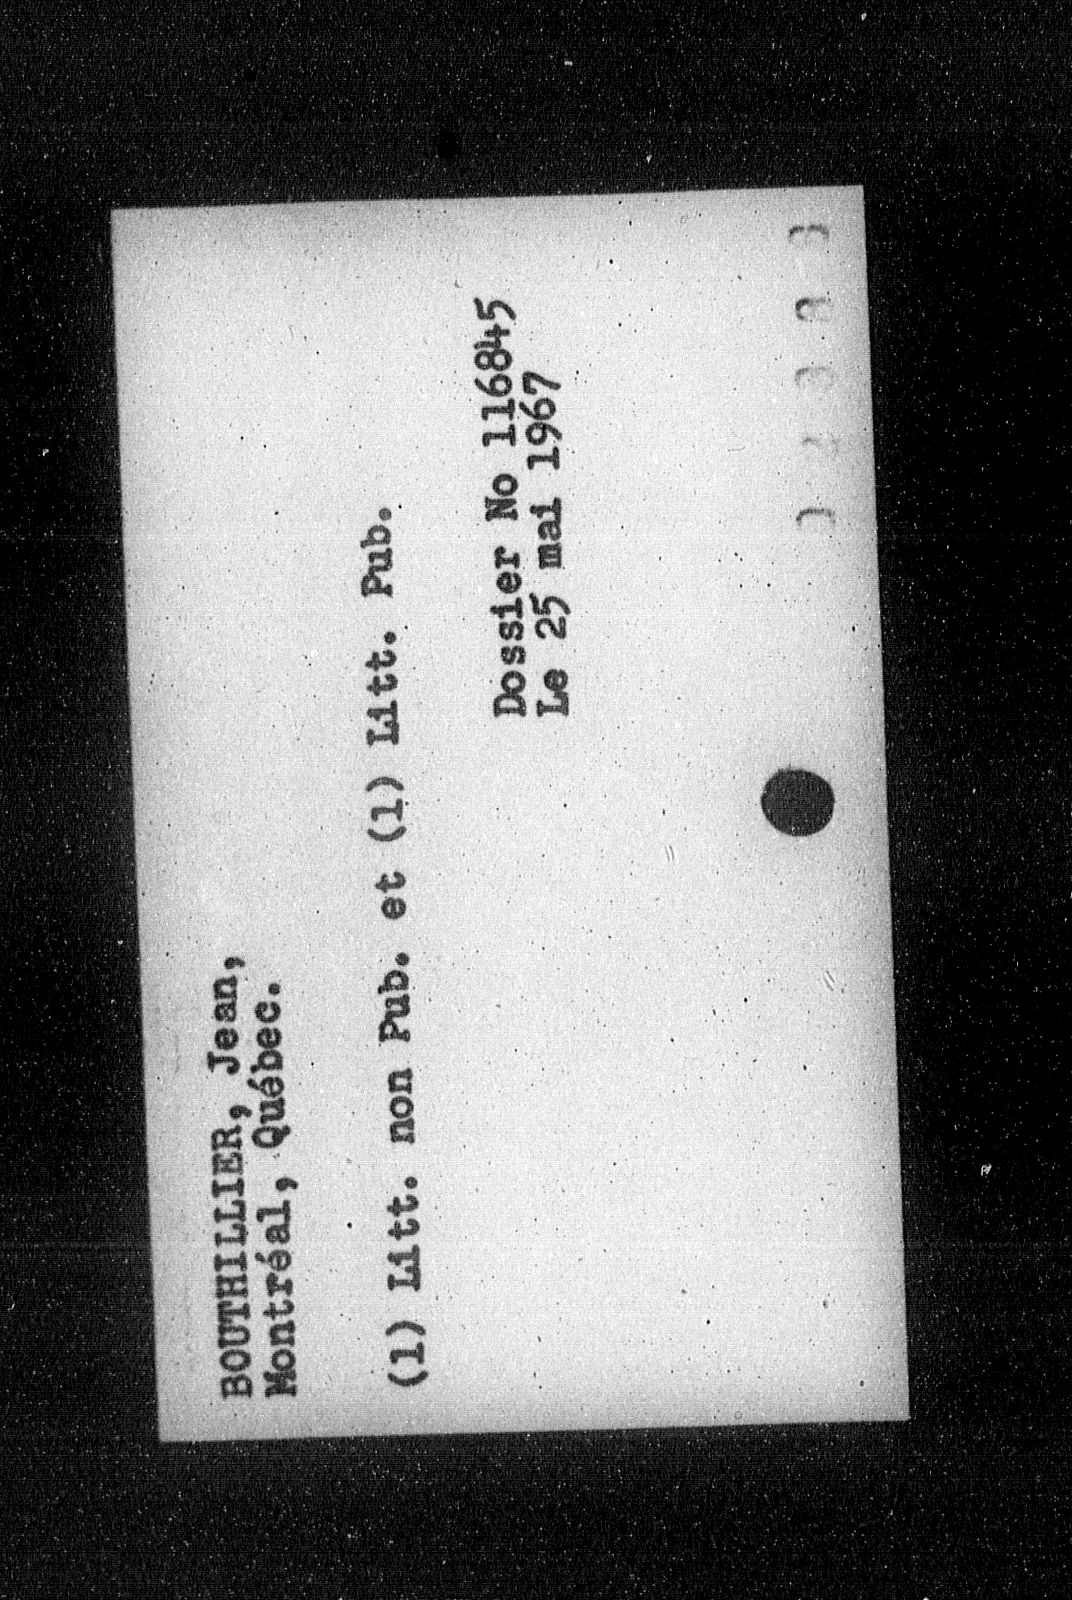 BOUTHILLIER, Jean,
Montréal, Québec.
(1) Litt. non Pub. et (1) Litt. Pub.
Dossier No 116845
Le 25 mai 1967